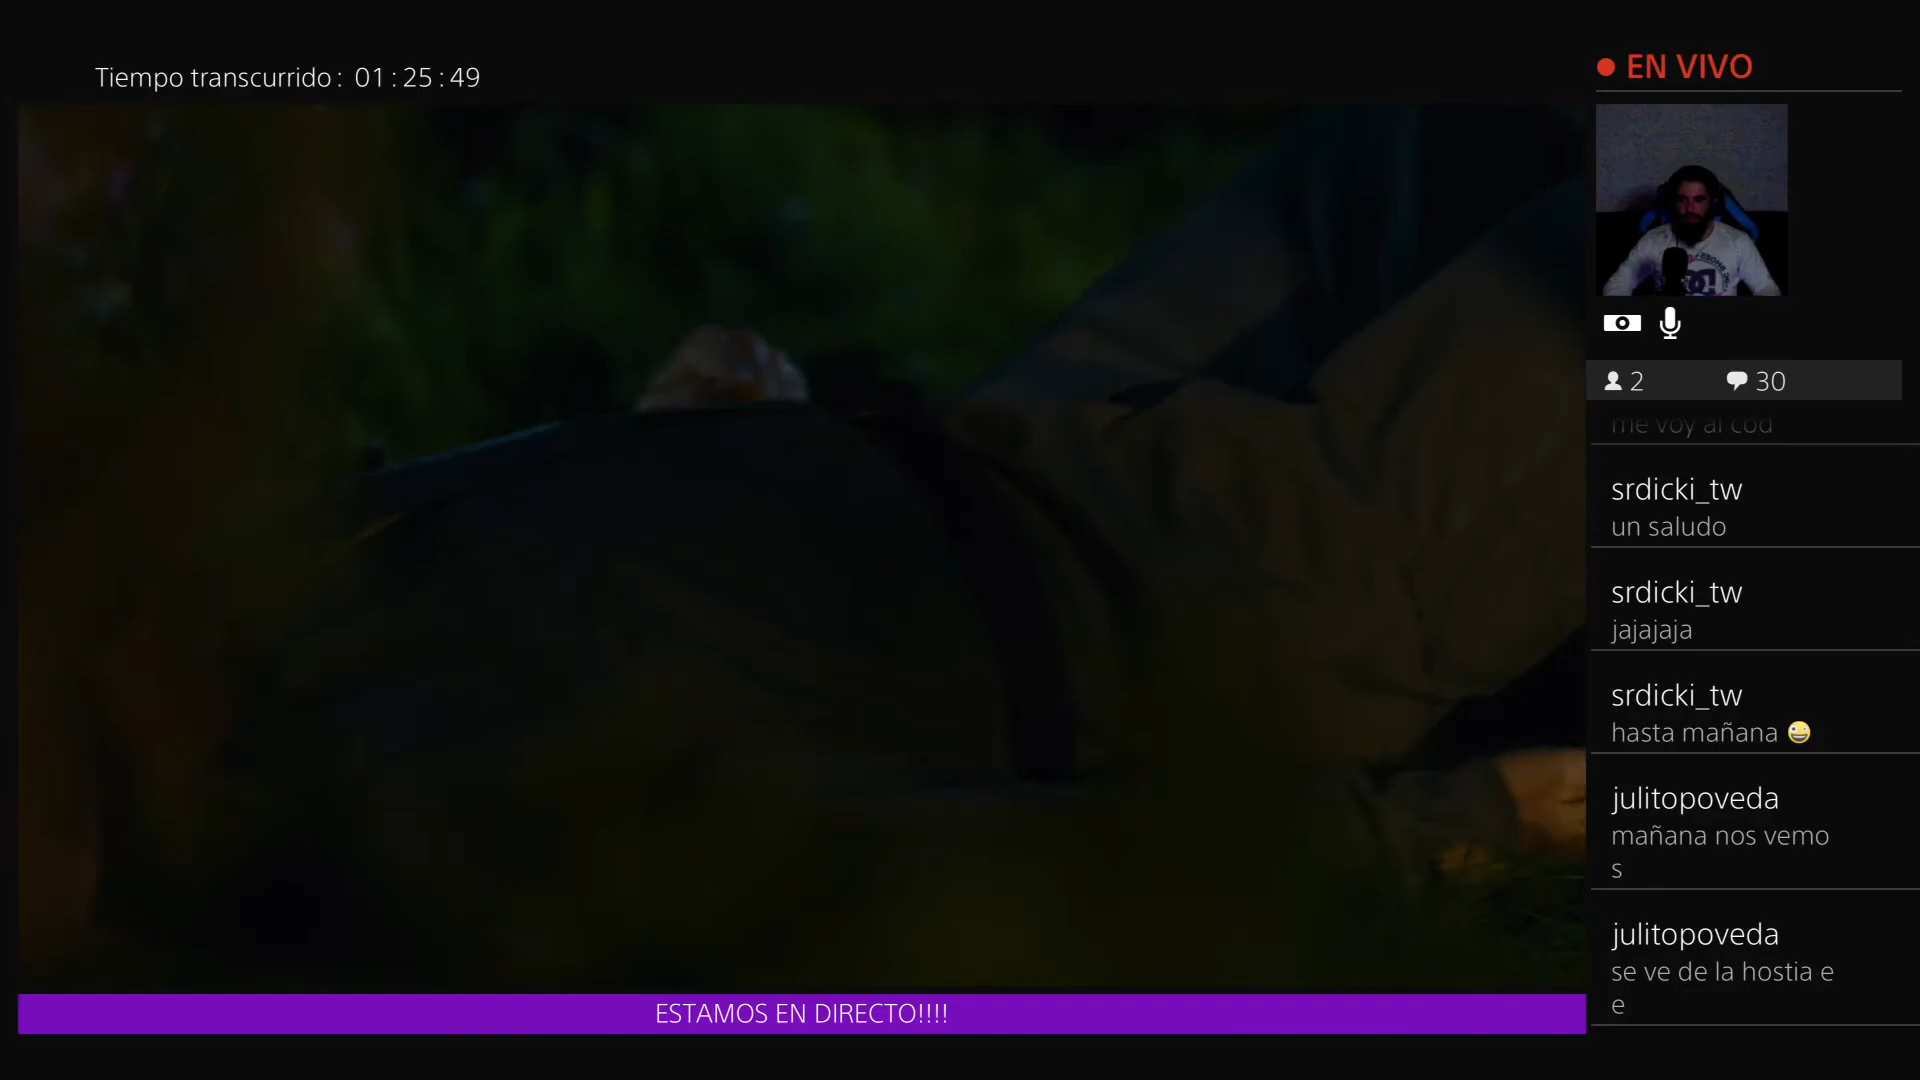 Tiempo transcurrido: 01:25:49
EN VIVO
2 30
me voy al cod
srdicki_tw
un saludo
srdicki_tw
jajajaja
srdicki_tw
hasta mañana 😜
julitopoveda
mañana nos vemo
s
julitopoveda
se ve de la hostia e
e
ESTAMOS EN DIRECTO!!!!